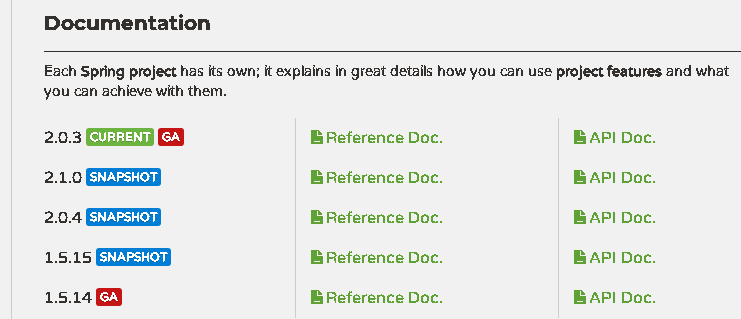 Documentation
Each Spring project has its own; it explains in great details how you can use project features and what
you can achieve with them.
2.0.3 CURRENT GA Reference Doc. API Doc.
2.1.0 SNAPSHOT Reference Doc. API Doc.
2.0.4 SNAPSHOT Reference Doc. API Doc.
1.5.15 SNAPSHOT Reference Doc. API Doc.
1.5.14 GA Reference Doc. API Doc.